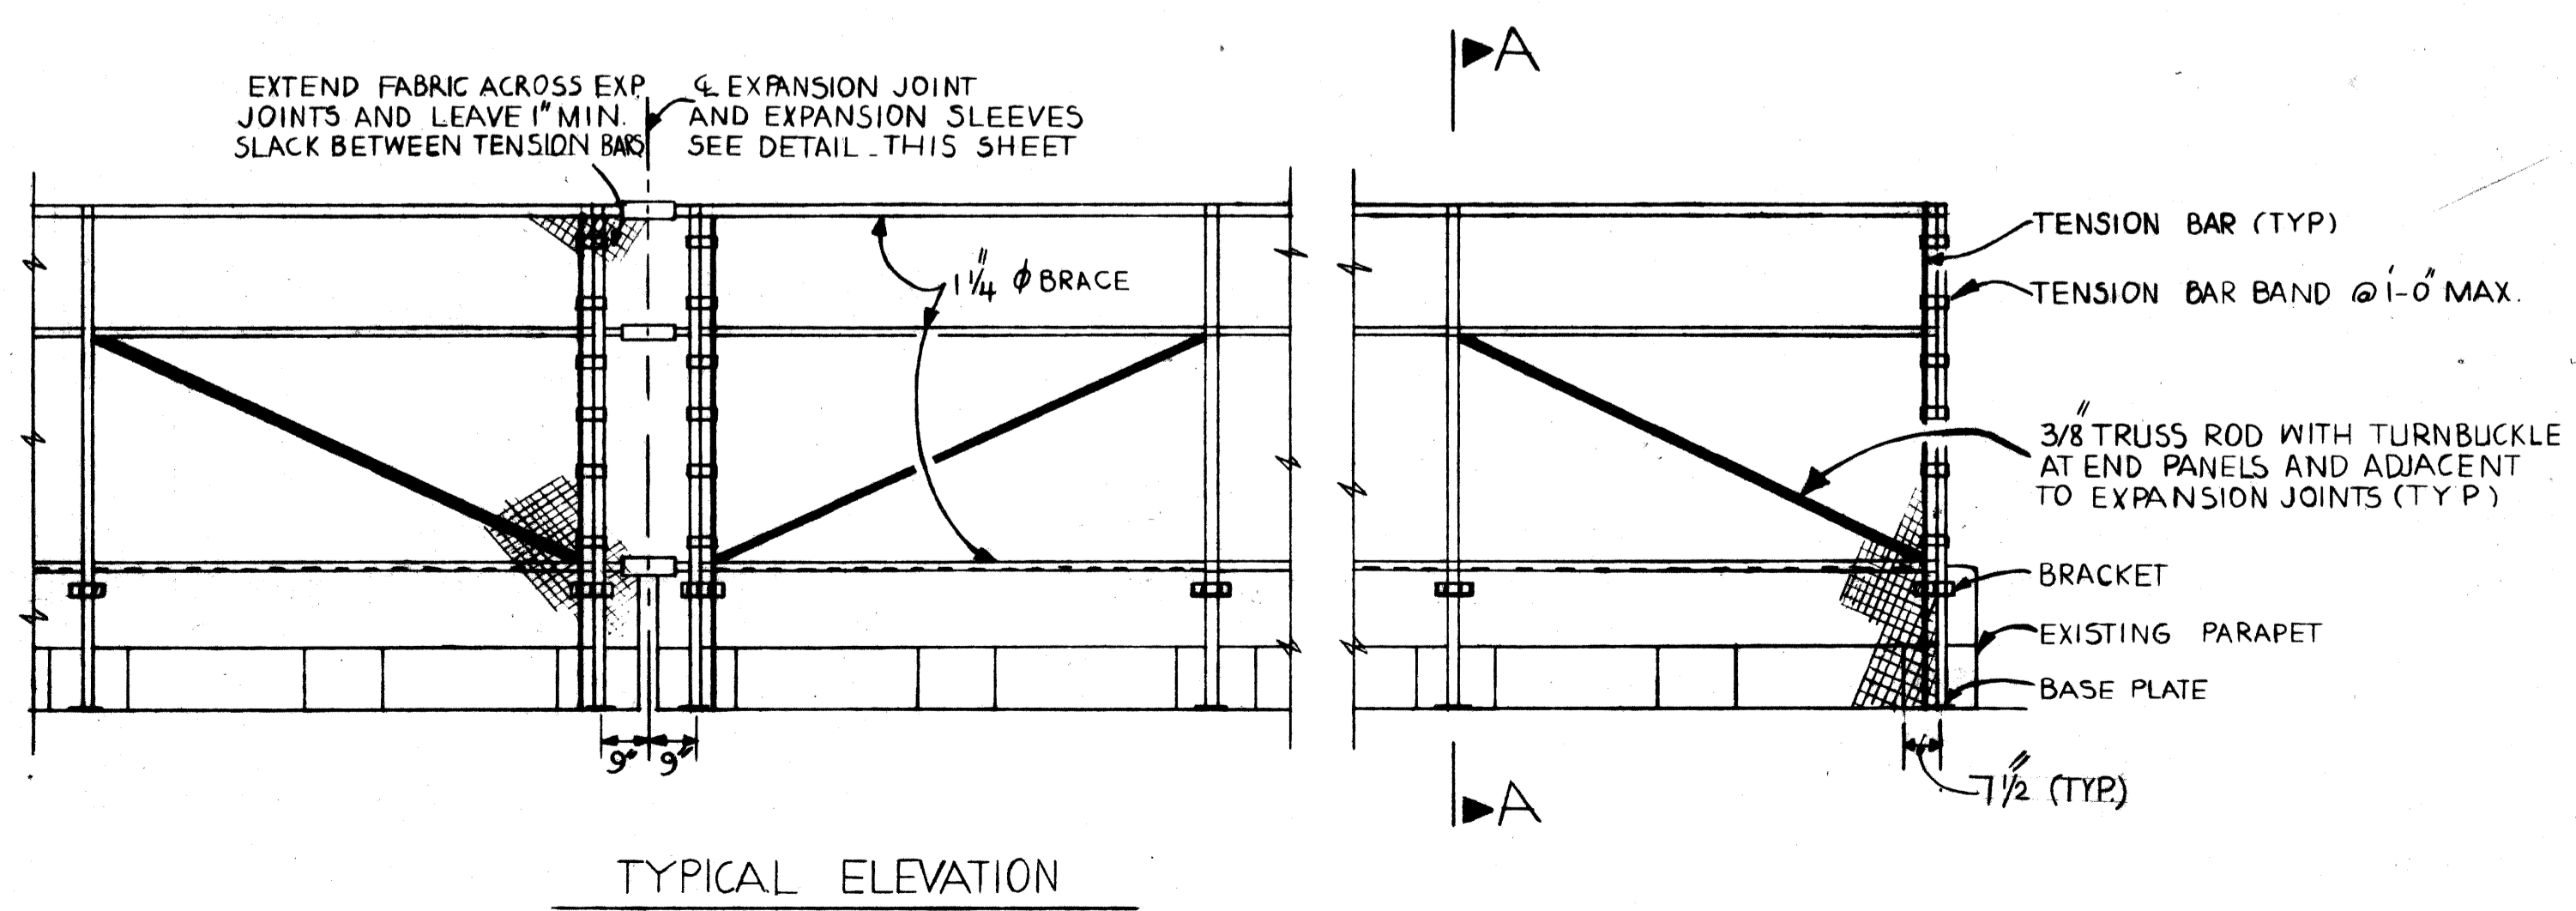 EXTEND FABRIC ACROSS EXP.
JOINTS AND LEAVE 1" MIN.
SLACK BETWEEN TENSION BARS
℄ EXPANSION JOINT
AND EXPANSION SLEEVES
SEE DETAIL - THIS SHEET
A
1 1/4" ϕ BRACE
TENSION BAR (TYP)
TENSION BAR BAND @ 1'-0" MAX.
3/8" TRUSS ROD WITH TURNBUCKLE
AT END PANELS AND ADJACENT
TO EXPANSION JOINTS (TYP)
BRACKET
EXISTING PARAPET
BASE PLATE
9" 9"
7 1/2" (TYP.)
A
TYPICAL ELEVATION